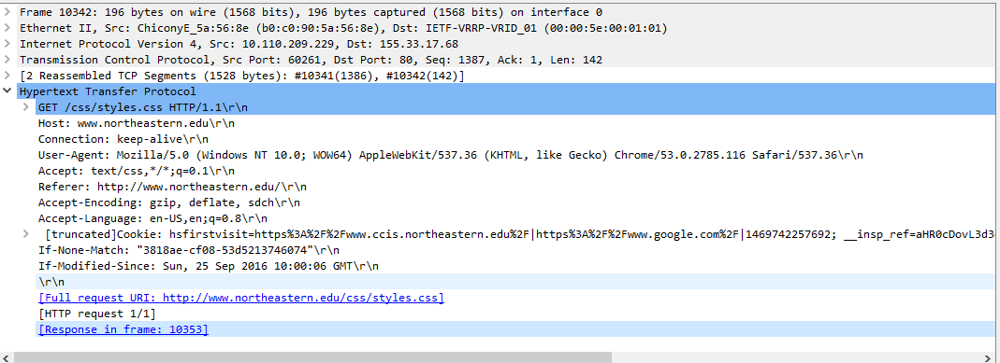 Frame 10342: 196 bytes on wire (1568 bits), 196 bytes captured (1568 bits) on interface 0
Ethernet II, Src: ChiconyE_5a:56:8e (b0:c0:90:5a:56:8e), Dst: IETF-VRRP-VRID_01 (00:00:5e:00:01:01)
Internet Protocol Version 4, Src: 10.110.209.229, Dst: 155.33.17.68
Transmission Control Protocol, Src Port: 60261, Dst Port: 80, Seq: 1387, Ack: 1, Len: 142
[2 Reassembled TCP Segments (1528 bytes): #10341(1386), #10342(142)]
Hypertext Transfer Protocol
GET /css/styles.css HTTP/1.1\r\n
Host: www.northeastern.edu\r\n
Connection: keep-alive\r\n
User-Agent: Mozilla/5.0 (Windows NT 10.0; WOW64) AppleWebKit/537.36 (KHTML, like Gecko) Chrome/53.0.2785.116 Safari/537.36\r\n
Accept: text/css,*/*;q=0.1\r\n
Referer: http://www.northeastern.edu/\r\n
Accept-Encoding: gzip, deflate, sdch\r\n
Accept-Language: en-US,en;q=0.8\r\n
[truncated]Cookie: hsfirstvisit=https%3A%2F%2Fwww.ccis.northeastern.edu%2F|https%3A%2F%2Fwww.google.com%2F|1469742257692; __insp_ref=aHR0cDovL3d3
If-None-Match: "3818ae-cf08-53d5213746074"\r\n
If-Modified-Since: Sun, 25 Sep 2016 10:00:06 GMT\r\n
\r\n
[Full request URI: http://www.northeastern.edu/css/styles.css]
[HTTP request 1/1]
[Response in frame: 10353]